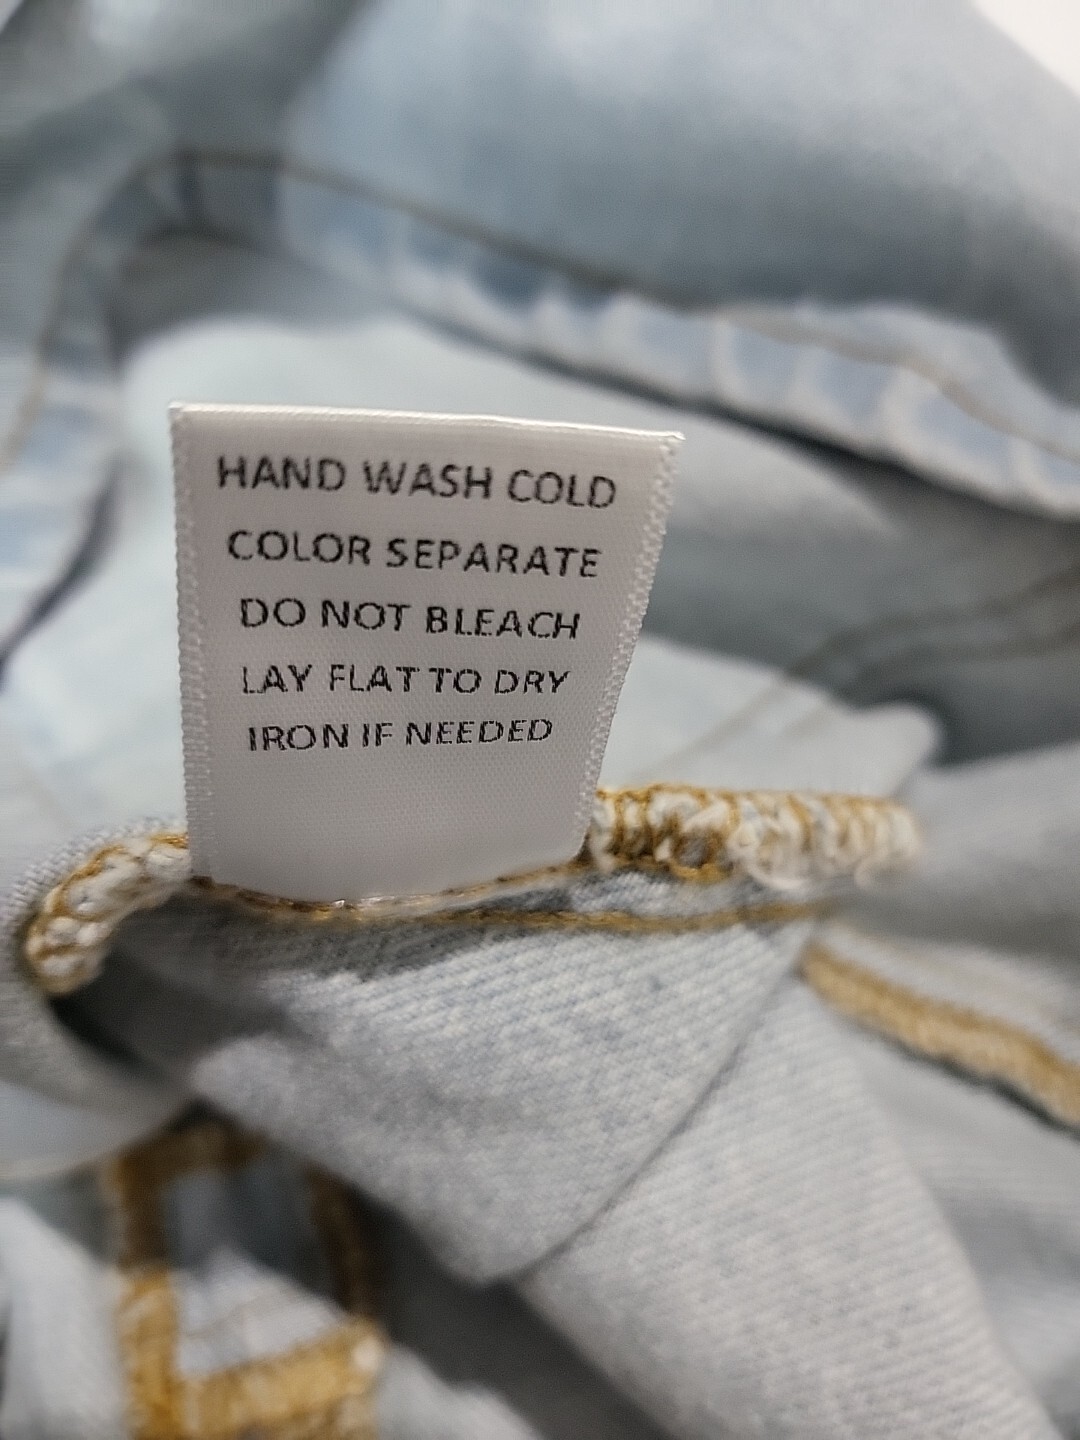 HAND WASH COLD
COLOR SEPARATE
DO NOT BLEACH
LAY FLAT TO DRY
IRON IF NEEDED